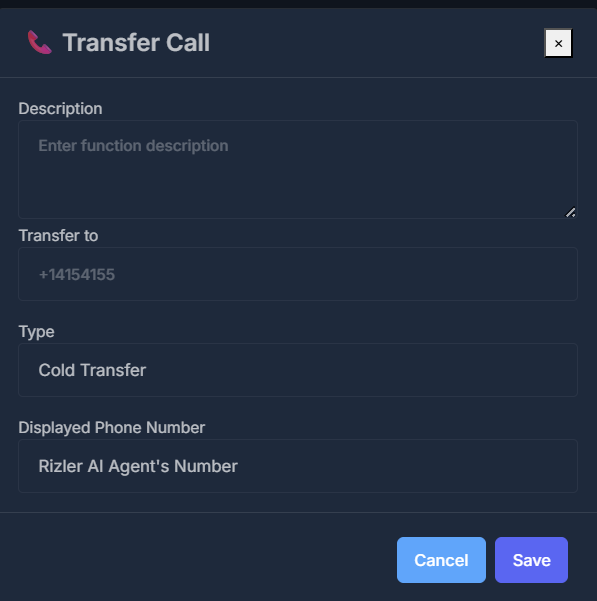 Transfer Call
×
Description
Enter function description
Transfer to
+14154155
Type
Cold Transfer
Displayed Phone Number
Rizler AI Agent's Number
Cancel
Save